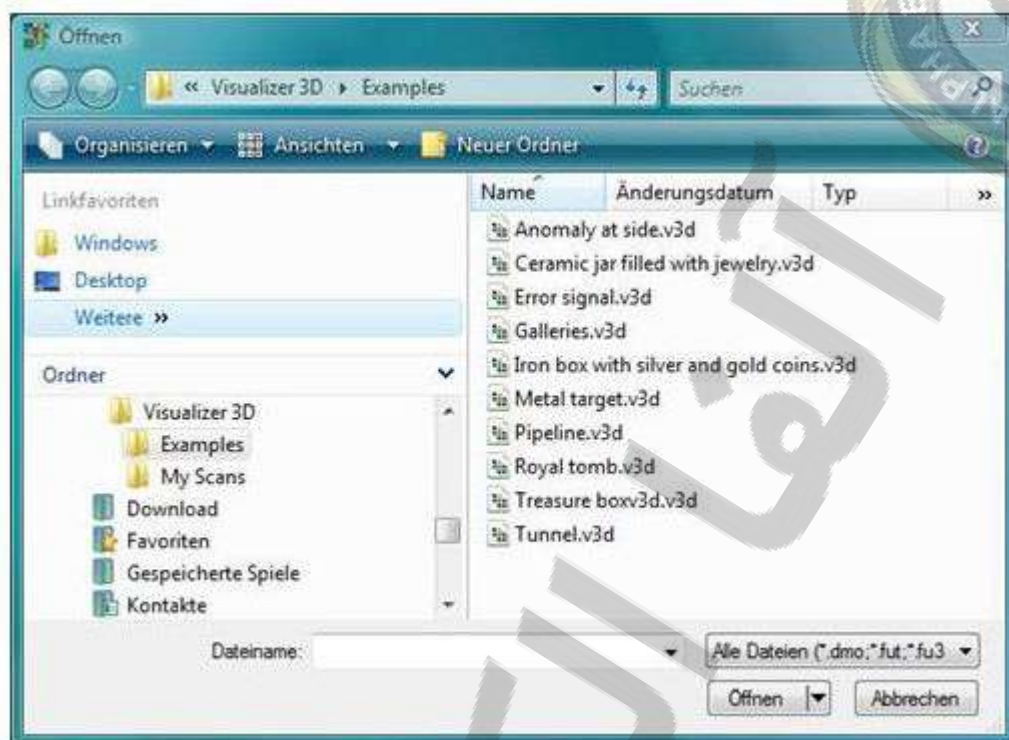 Öffnen
« Visualizer 3D ▸ Examples
Suchen
Organisieren
Ansichten
Neuer Ordner
Linkfavoriten
Windows
Desktop
Weitere »
Ordner
Visualizer 3D
Examples
My Scans
Download
Favoriten
Gespeicherte Spiele
Kontakte
Name Änderungsdatum Typ »
Anomaly at side.v3d
Ceramic jar filled with jewelry.v3d
Error signal.v3d
Galleries.v3d
Iron box with silver and gold coins.v3d
Metal target.v3d
Pipeline.v3d
Royal tomb.v3d
Treasure boxv3d.v3d
Tunnel.v3d
Dateiname:
Alle Dateien (*.dmo;*.fut;*.fu3
Öffnen
Abbrechen